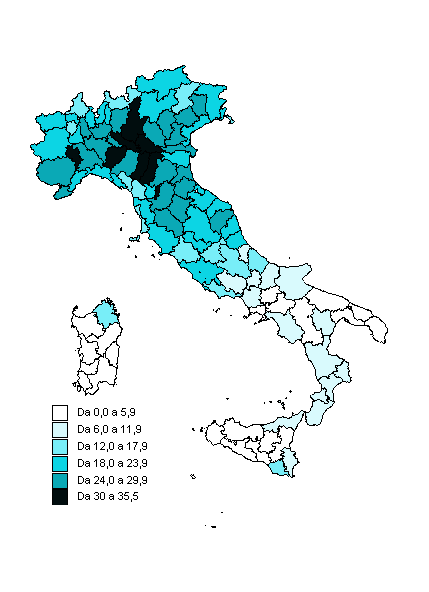 Da 0,0 a 5,9
Da 6,0 a 11,9
Da 12,0 a 17,9
Da 18,0 a 23,9
Da 24,0 a 29,9
Da 30 a 35,5